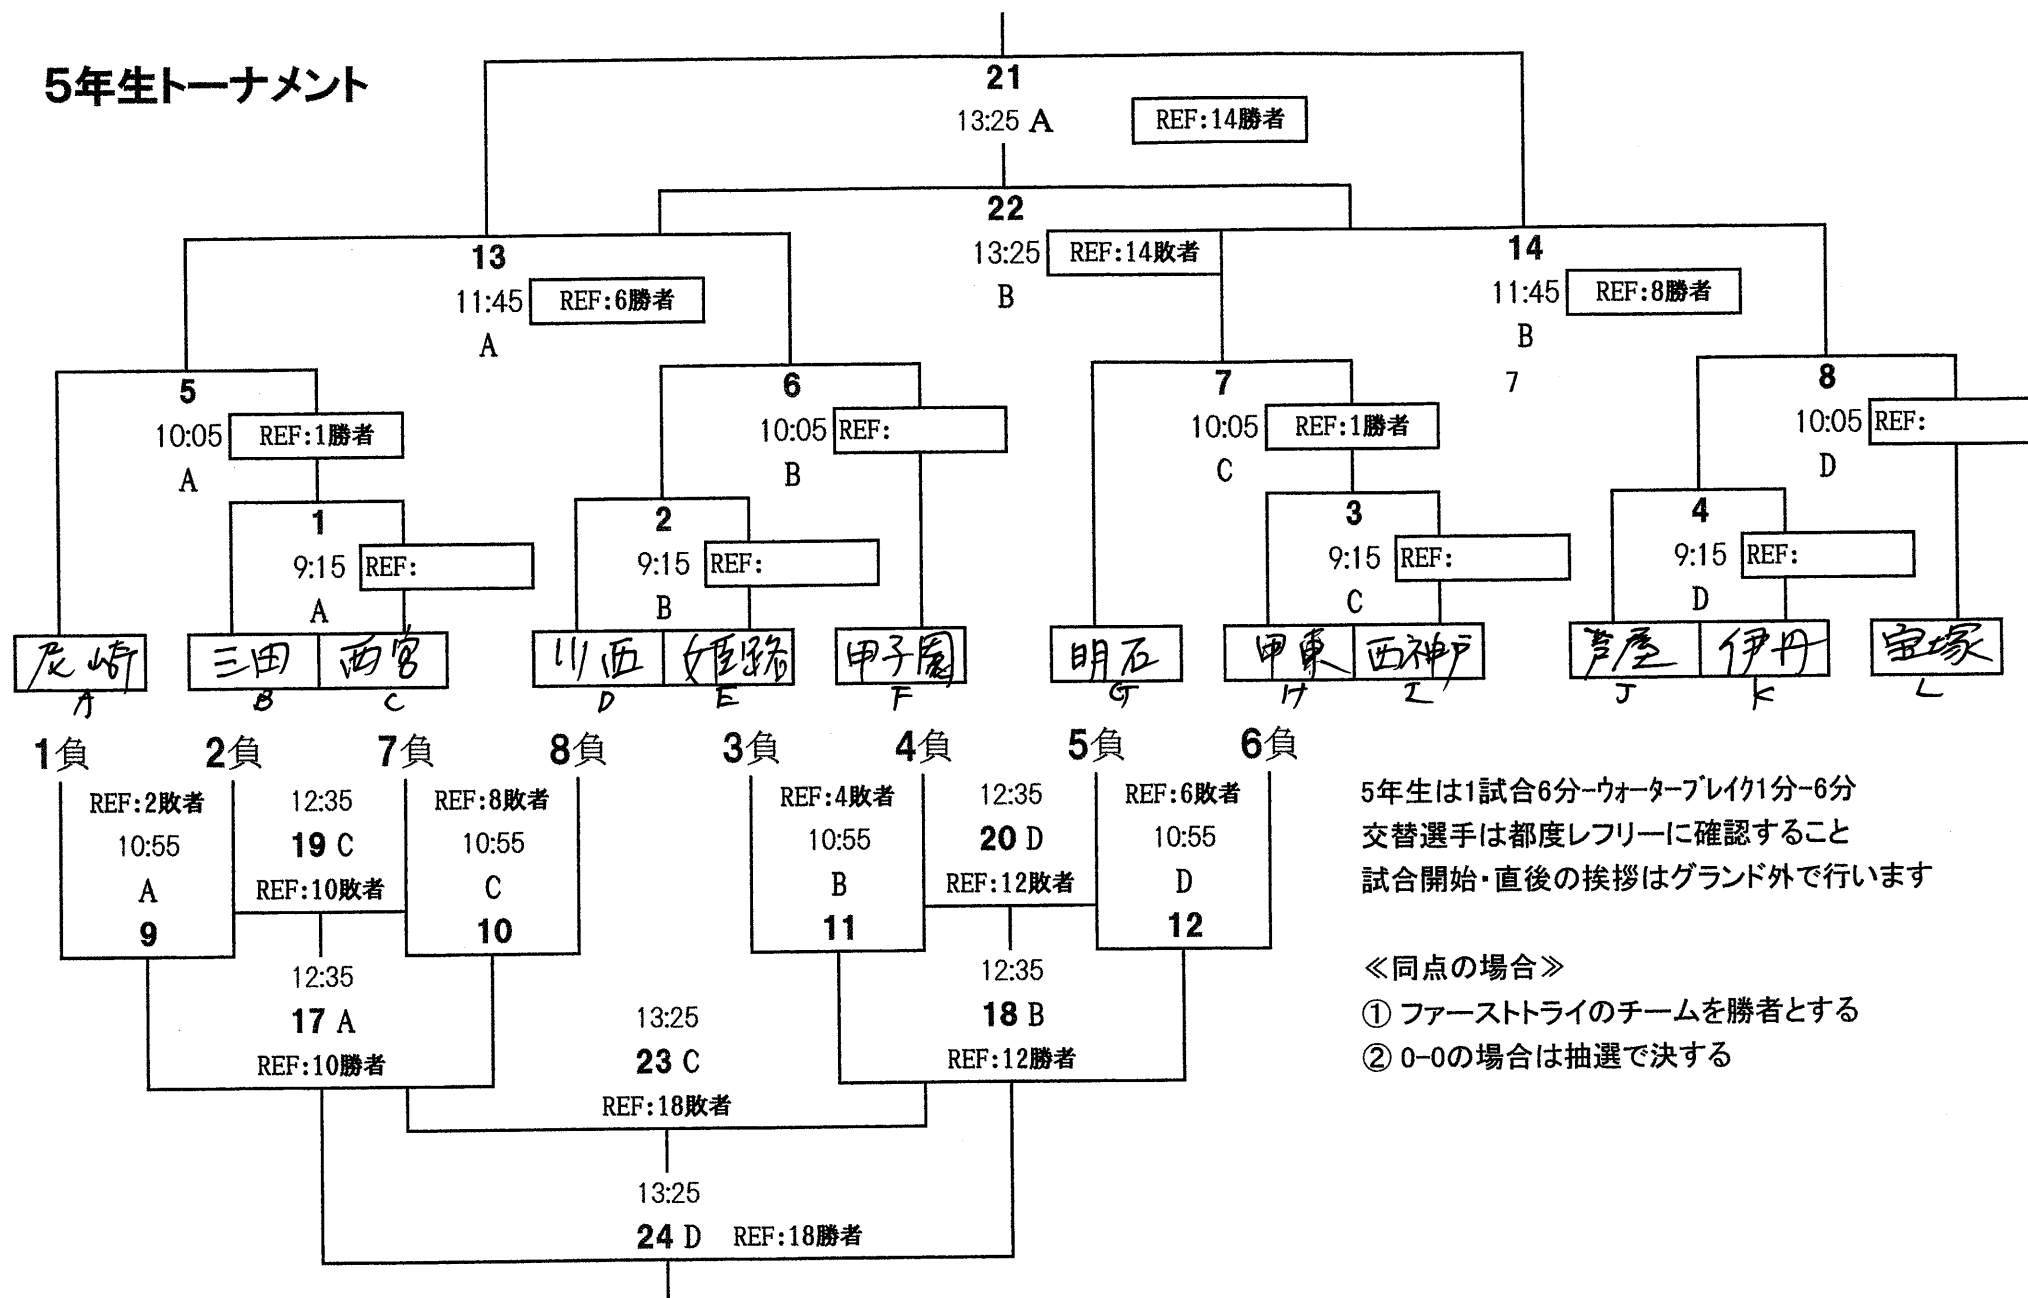 5年生トーナメント
21
13:25 A
REF:14勝者
22
13:25
REF:14敗者
B
13
11:45
REF:6勝者
A
14
11:45
REF:8勝者
B
7
5
10:05
REF:1勝者
A
6
10:05
REF:
B
7
10:05
REF:1勝者
C
8
10:05
REF:
D
1
9:15
REF:
A
2
9:15
REF:
B
3
9:15
REF:
C
4
9:15
REF:
D
尼崎 三田 西宮 川西 姫路 甲子園 明石 甲東 西神戸 芦屋 伊丹 宝塚
A B C D E F G H I J K L
1負 2負 7負 8負 3負 4負 5負 6負
REF:2敗者
10:55
A
9
12:35
19 C
REF:10敗者
REF:8敗者
10:55
C
10
REF:4敗者
10:55
B
11
12:35
20 D
REF:12敗者
REF:6敗者
10:55
D
12
12:35
17 A
REF:10勝者
12:35
18 B
REF:12勝者
13:25
23 C
REF:18敗者
13:25
24 D REF:18勝者
5年生は1試合6分-ｳｫｰﾀｰﾌﾞﾚｲｸ1分-6分
交替選手は都度レフリーに確認すること
試合開始・直後の挨拶はグランド外で行います
≪同点の場合≫
① ファーストトライのチームを勝者とする
② 0-0の場合は抽選で決する